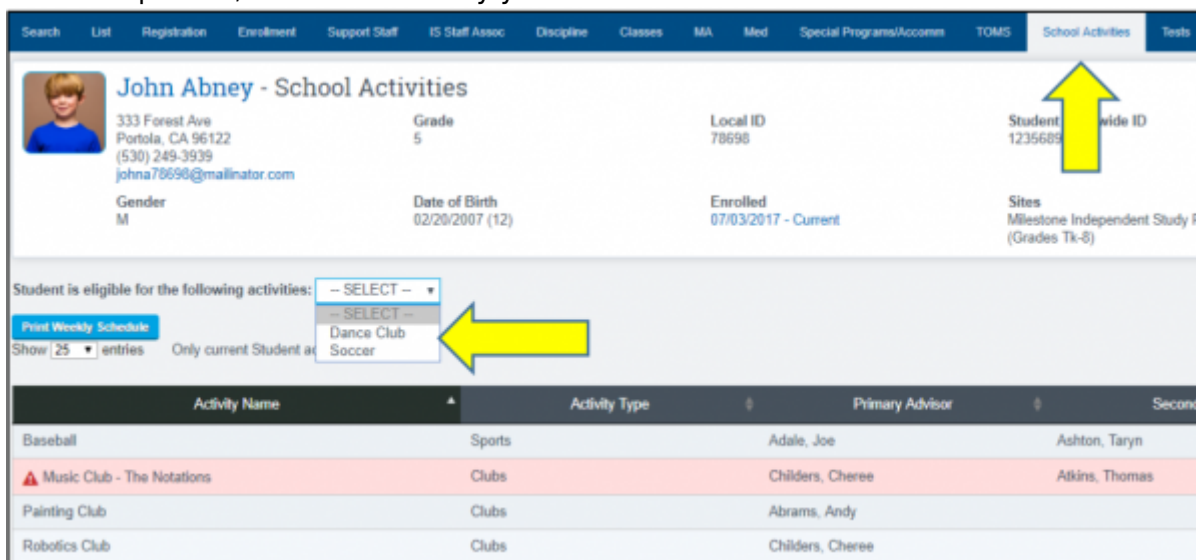 Search List Registration Enrollment Support Staff IS Staff Assoc Discipline Classes MA Med Special Programs/Accomm TOMS School Activities Tests
John Abney - School Activities
333 Forest Ave Grade Local ID Student wide ID
Portola, CA 96122 5 78698 1235689
(530) 249-3939
johna78698@mailinator.com
Gender Date of Birth Enrolled Sites
M 02/20/2007 (12) 07/03/2017 - Current Milestone Independent Study
(Grades Tk-8)
Student is eligible for the following activities: -- SELECT --
-- SELECT --
Print Weekly Schedule Dance Club
Show 25 entries Only current Student Soccer
Activity Name Activity Type Primary Advisor
Baseball Sports Adale, Joe Ashton, Taryn
Music Club - The Notations Clubs Childers, Cheree Atkins, Thomas
Painting Club Clubs Abrams, Andy
Robotics Club Clubs Childers, Cheree